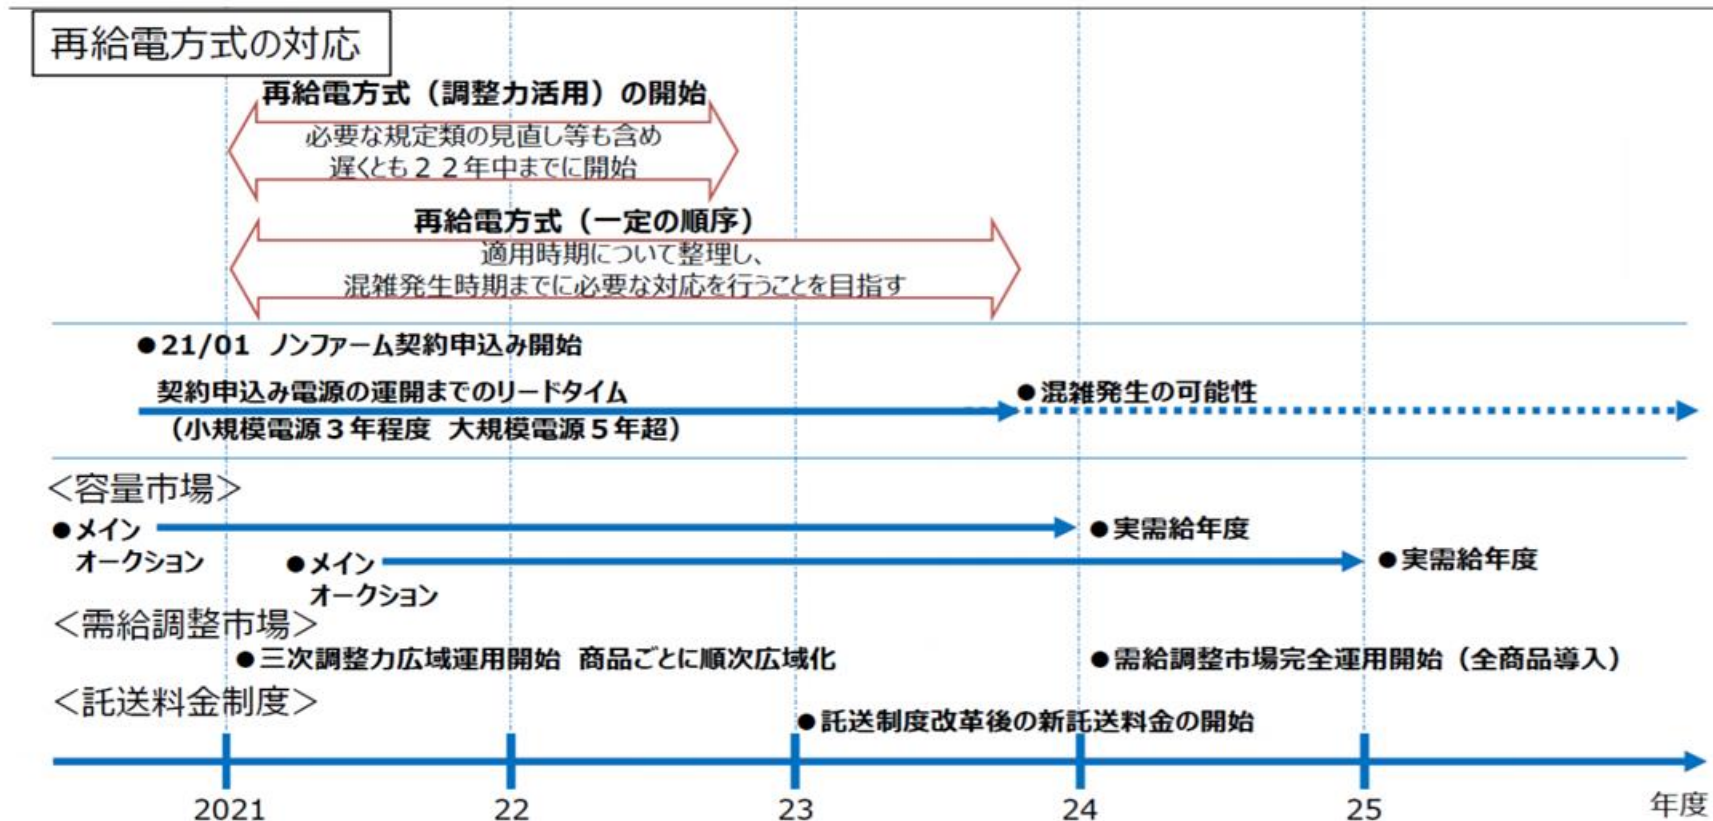 再給電方式の対応
再給電方式（調整力活用）の開始
必要な規定類の見直し等も含め
遅くとも２２年中までに開始
再給電方式（一定の順序）
適用時期について整理し、
混雑発生時期までに必要な対応を行うことを目指す
●21/01 ノンファーム契約申込み開始
契約申込み電源の運開までのリードタイム
（小規模電源３年程度 大規模電源５年超）
●混雑発生の可能性
＜容量市場＞
●メイン
オークション
●実需給年度
●メイン
オークション
●実需給年度
＜需給調整市場＞
●三次調整力広域運用開始 商品ごとに順次広域化
●需給調整市場完全運用開始（全商品導入）
＜託送料金制度＞
●託送制度改革後の新託送料金の開始
2021 22 23 24 25 年度